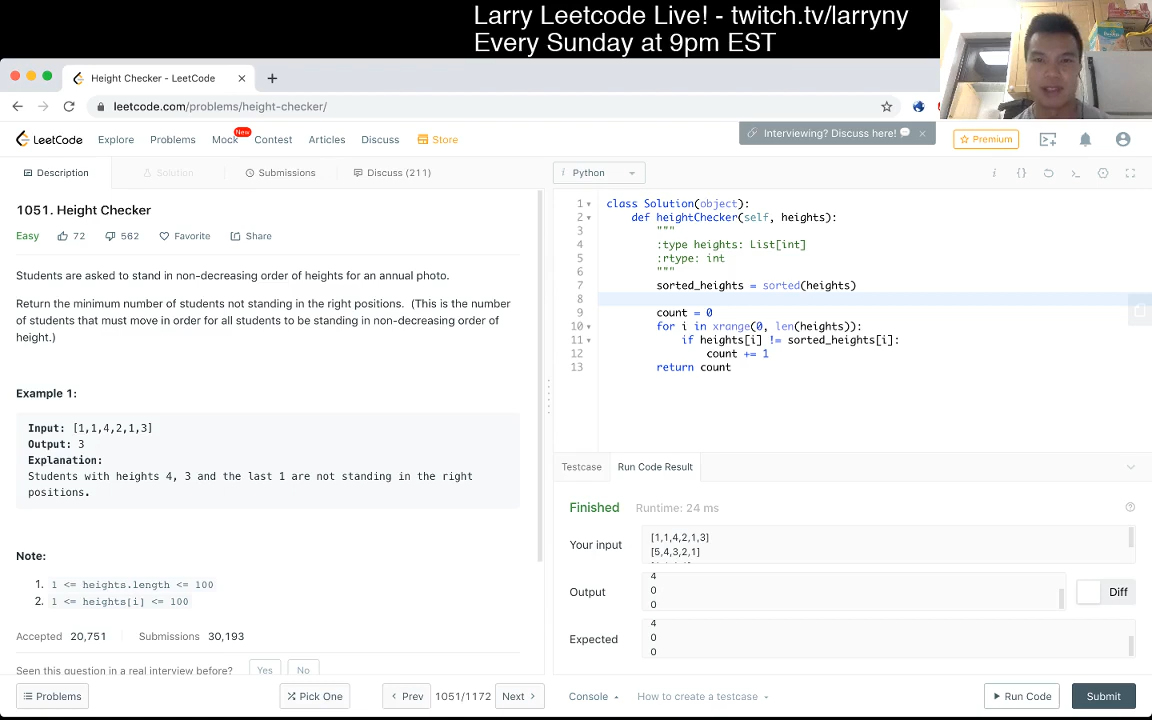 Larry Leetcode Live! - twitch.tv/larryny
Every Sunday at 9pm EST
Height Checker - LeetCode
leetcode.com/problems/height-checker/
LeetCode Explore Problems Mock New Contest Articles Discuss Store
Interviewing? Discuss here!
Premium
Description Solution Submissions Discuss (211)
i Python
1051. Height Checker
Easy 72 562 Favorite Share
Students are asked to stand in non-decreasing order of heights for an annual photo.
Return the minimum number of students not standing in the right positions. (This is the number
of students that must move in order for all students to be standing in non-decreasing order of
height.)
Example 1:
Input: [1,1,4,2,1,3]
Output: 3
Explanation:
Students with heights 4, 3 and the last 1 are not standing in the right
positions.
Note:
1. 1 <= heights.length <= 100
2. 1 <= heights[i] <= 100
Accepted 20,751 Submissions 30,193
Seen this question in a real interview before? Yes No
Problems Pick One Prev 1051/1172 Next
1 class Solution(object):
2 def heightChecker(self, heights):
3 """
4 :type heights: List[int]
5 :rtype: int
6 """
7 sorted_heights = sorted(heights)
8
9 count = 0
10 for i in xrange(0, len(heights)):
11 if heights[i] != sorted_heights[i]:
12 count += 1
13 return count
Testcase Run Code Result
Finished Runtime: 24 ms
Your input
[1,1,4,2,1,3]
[5,4,3,2,1]
Output
4
0
0
Diff
Expected
4
0
0
Console How to create a testcase Run Code Submit